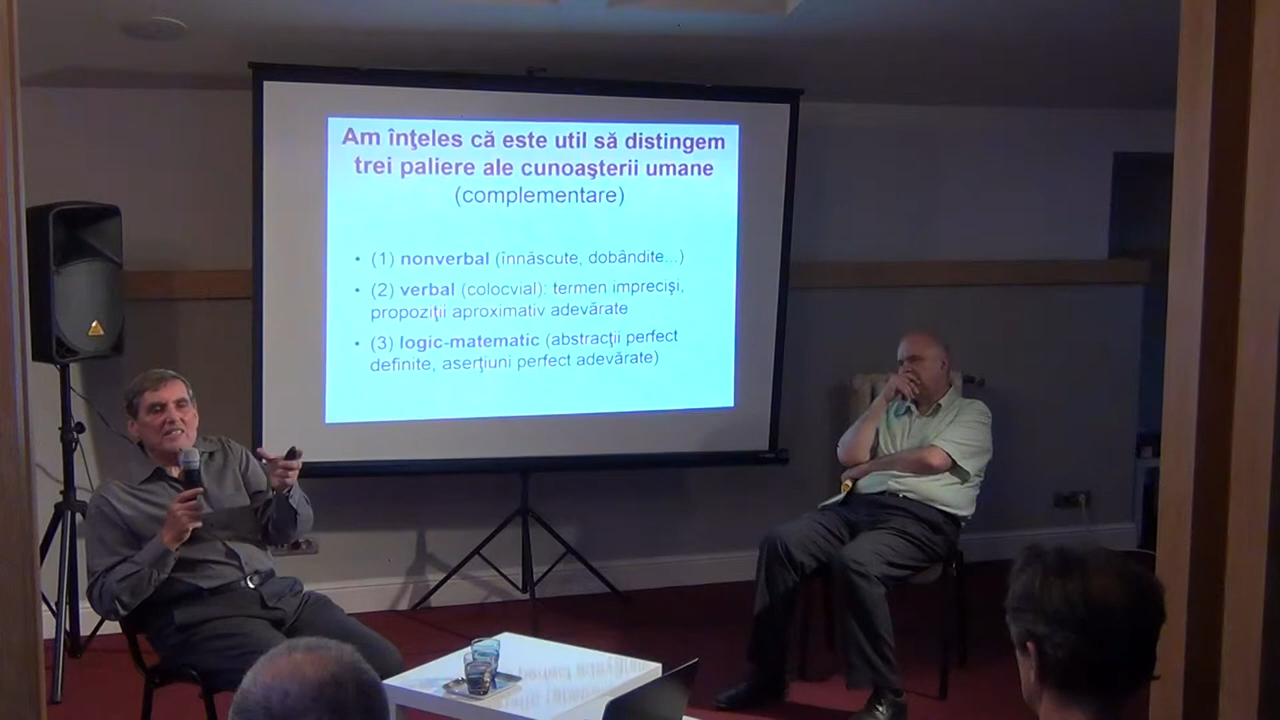 Am înţeles că este util să distingem
trei paliere ale cunoaşterii umane
(complementare)
• (1) nonverbal (înnăscute, dobândite...)
• (2) verbal (colocvial): termen imprecişi,
propoziţii aproximativ adevărate
• (3) logic-matematic (abstracţii perfect
definite, aserţiuni perfect adevărate)